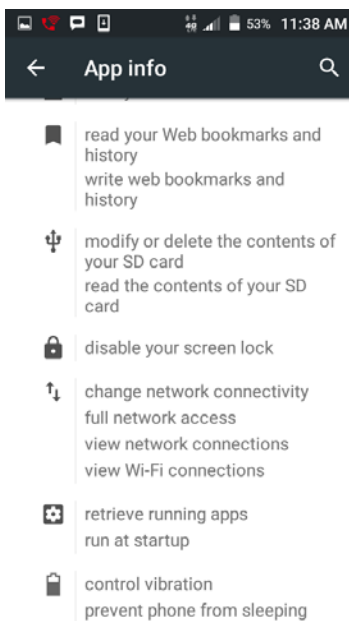 53% 11:38 AM
App info
read your Web bookmarks and
history
write web bookmarks and
history
modify or delete the contents of
your SD card
read the contents of your SD
card
disable your screen lock
change network connectivity
full network access
view network connections
view Wi-Fi connections
retrieve running apps
run at startup
control vibration
prevent phone from sleeping